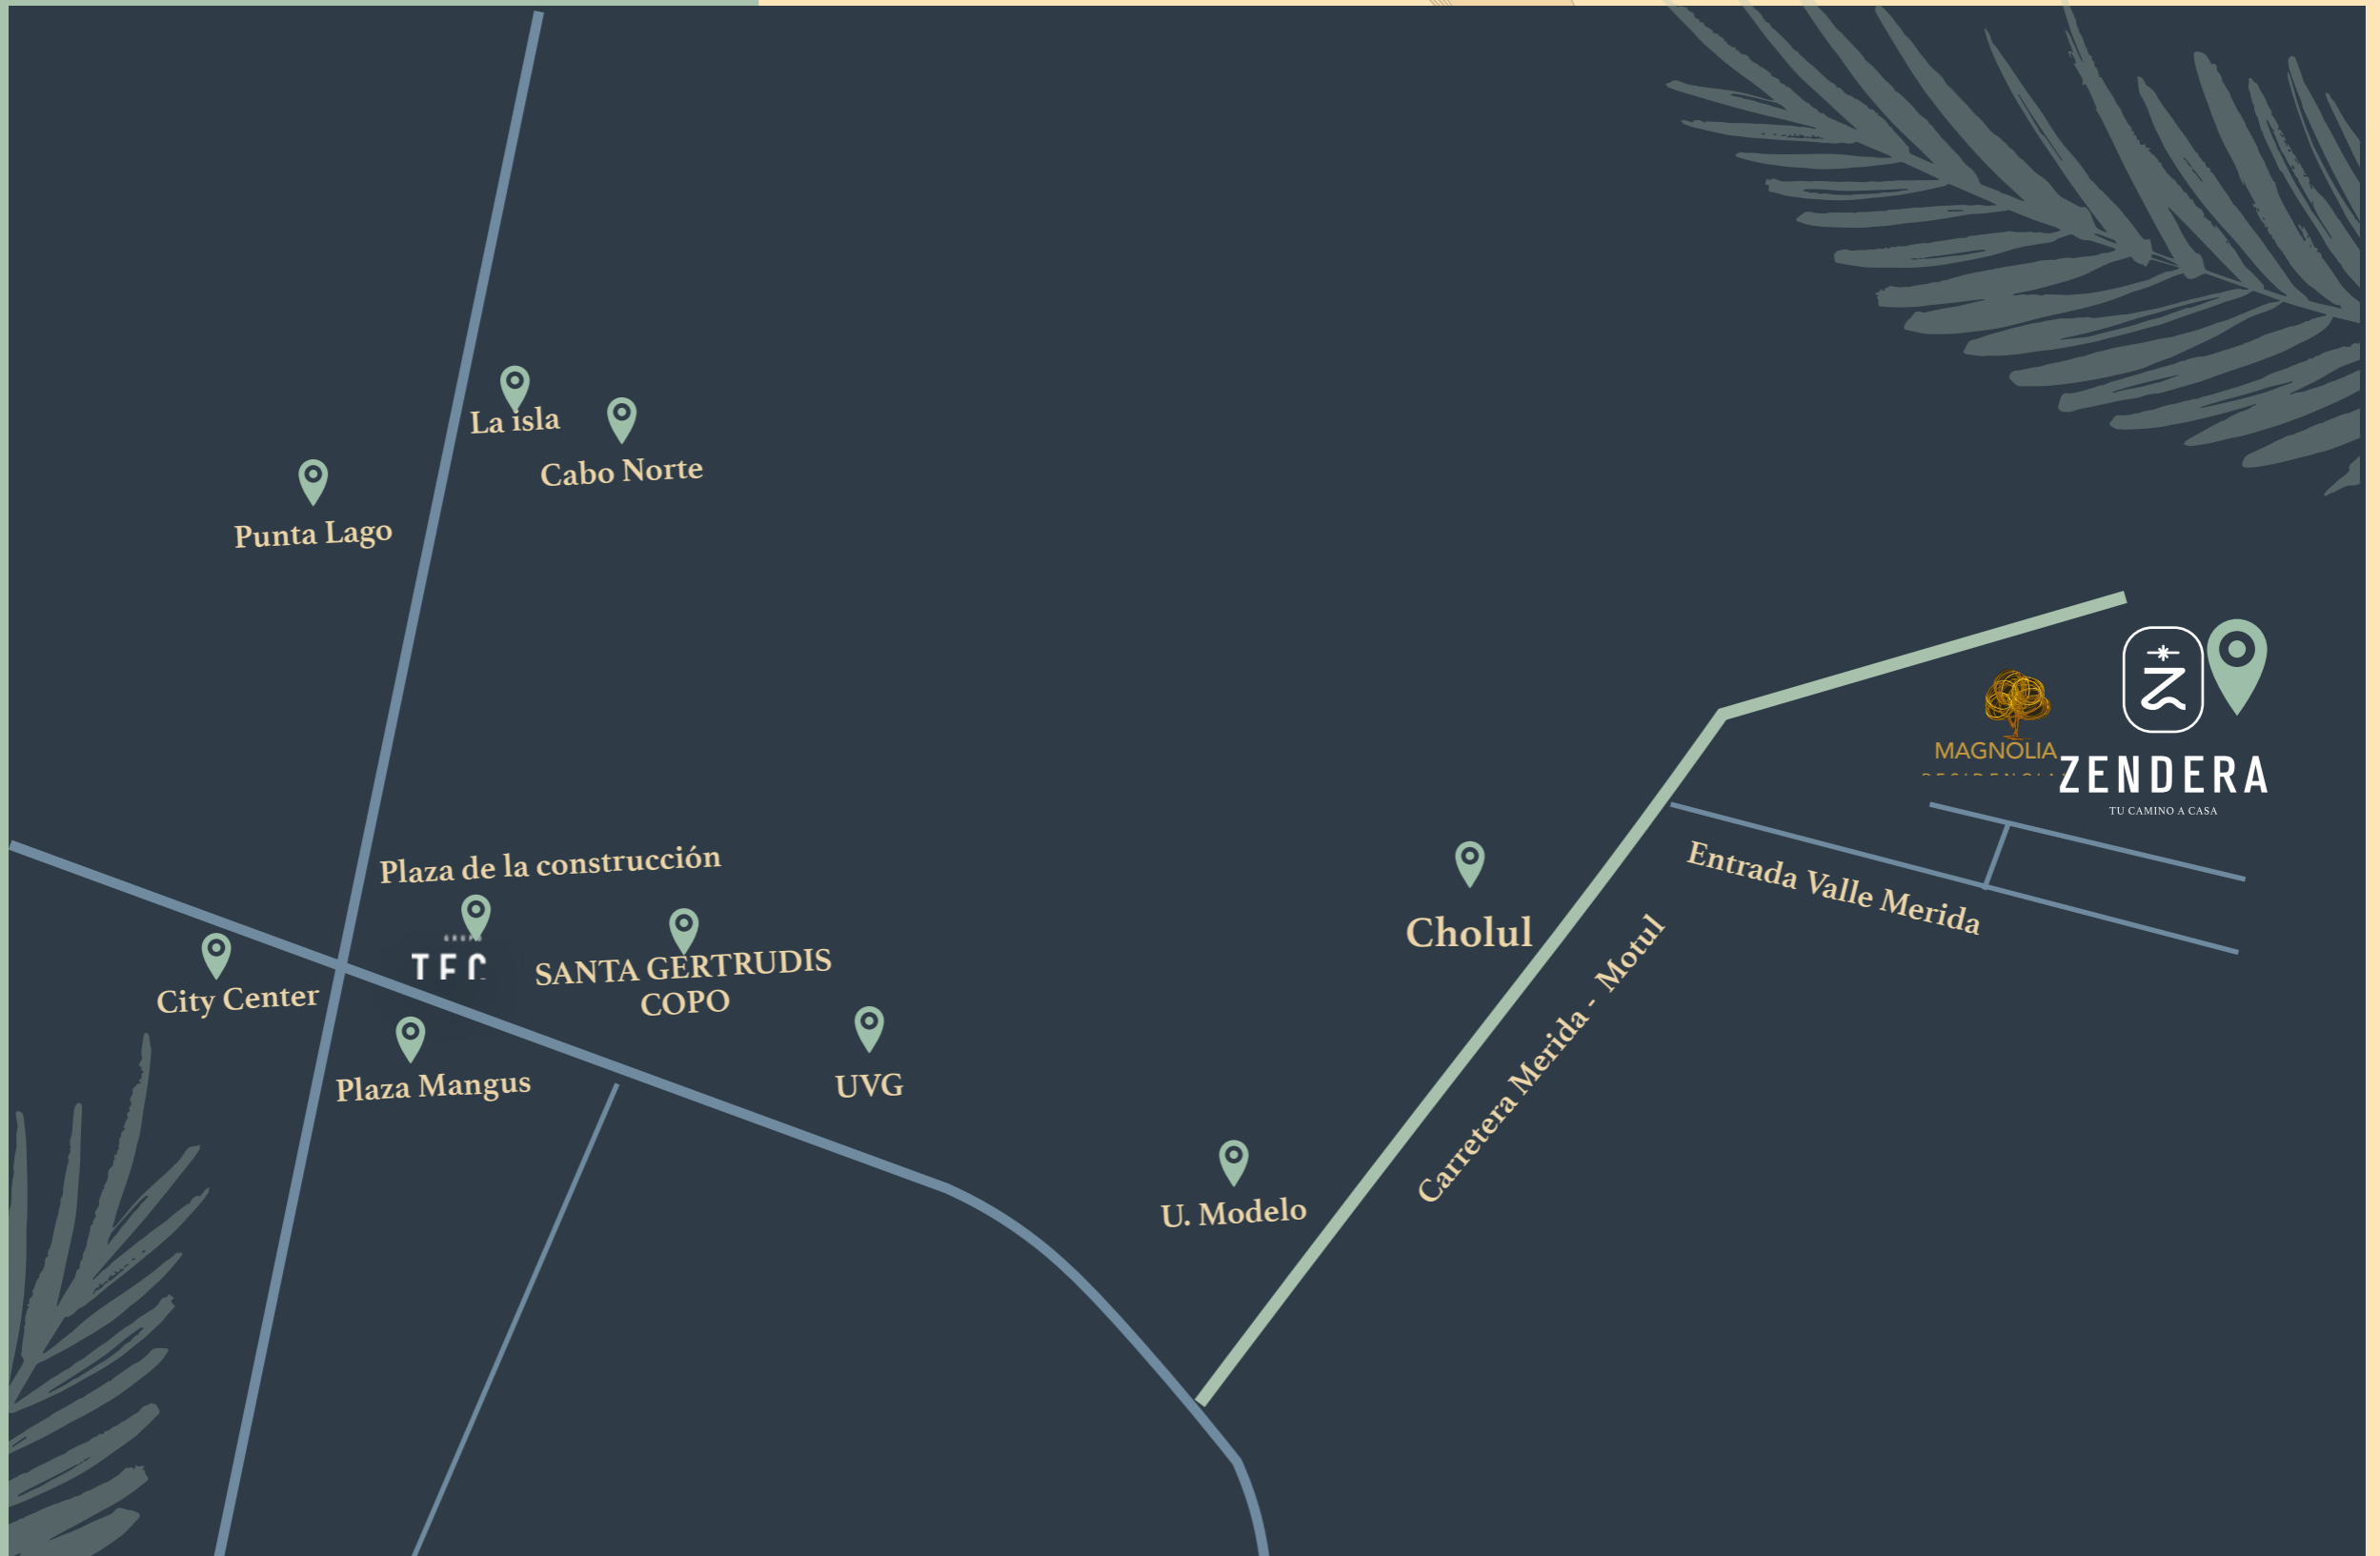 La isla
Cabo Norte
Punta Lago
MAGNOLIA
ZENDERA
TU CAMINO A CASA
Plaza de la construcción
Entrada Valle Merida
Cholul
SANTA GERTRUDIS
COPO
City Center
Carretera Merida - Motul
UVG
Plaza Mangus
U. Modelo